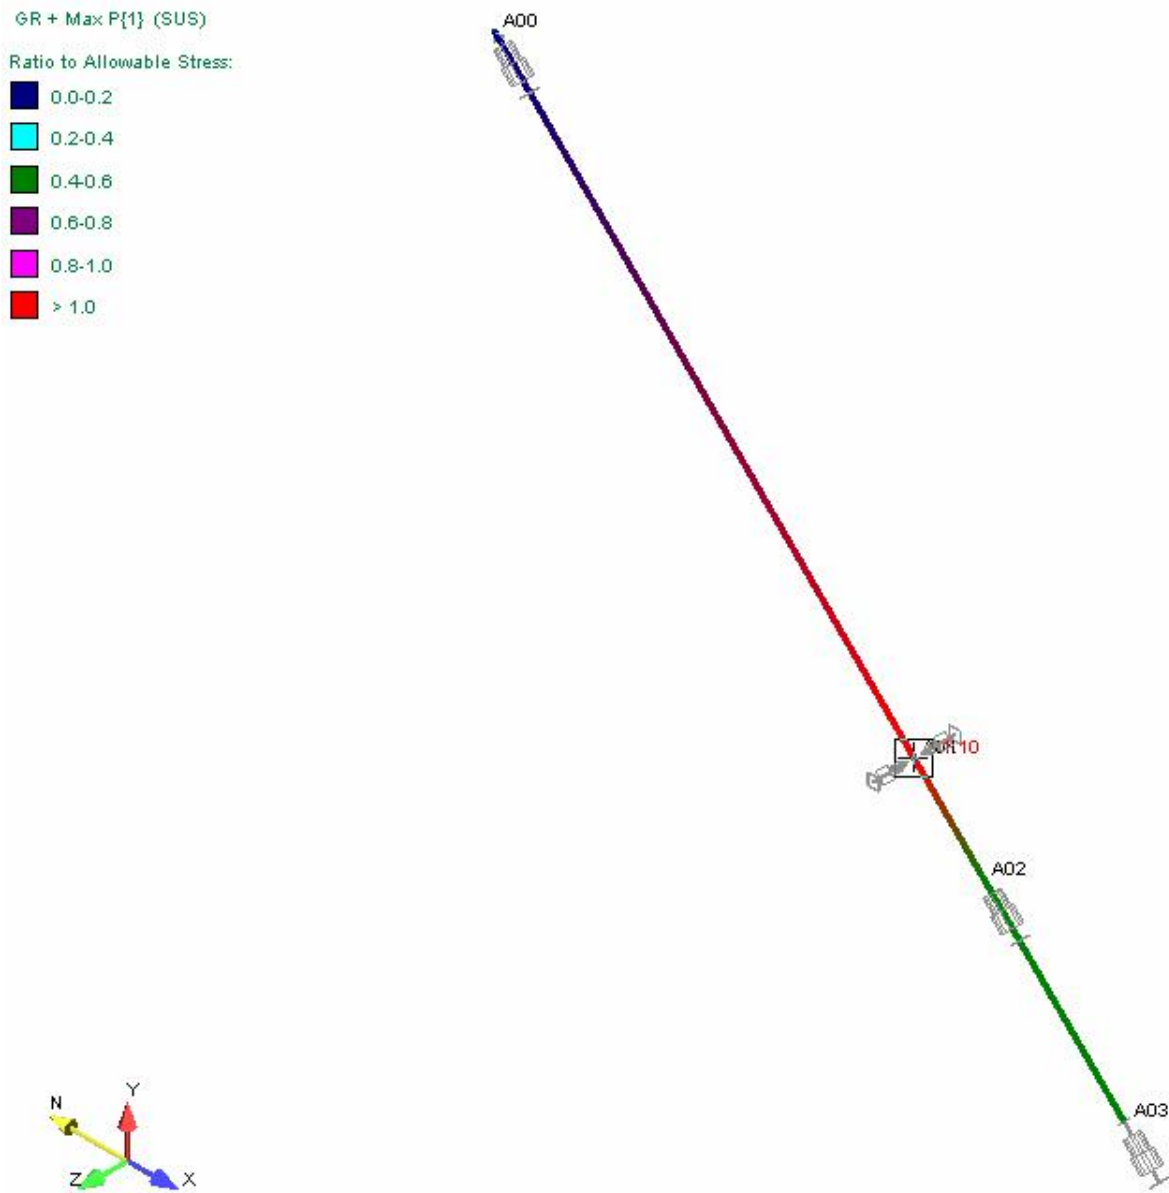 GR + Max P{1} (SUS)
A00
Ratio to Allowable Stress:
0.0-0.2
0.2-0.4
0.4-0.6
0.6-0.8
0.8-1.0
> 1.0
10
A02
A03
Y
N
Z
X